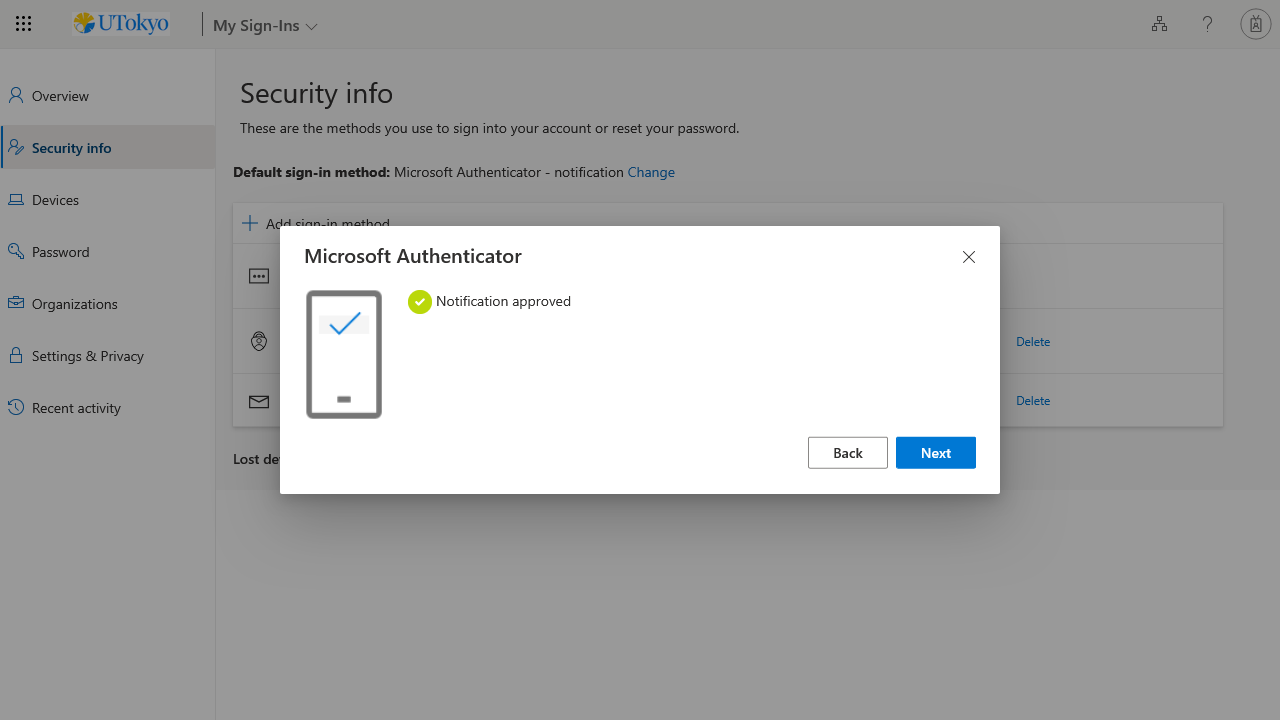 UTokyo
My Sign-Ins
Overview
Security info
Devices
Password
Organizations
Settings & Privacy
Recent activity
Security info
These are the methods you use to sign into your account or reset your password.
Default sign-in method: Microsoft Authenticator - notification Change
Add sign-in method
Microsoft Authenticator
Notification approved
Back
Next
Delete
Delete
Lost